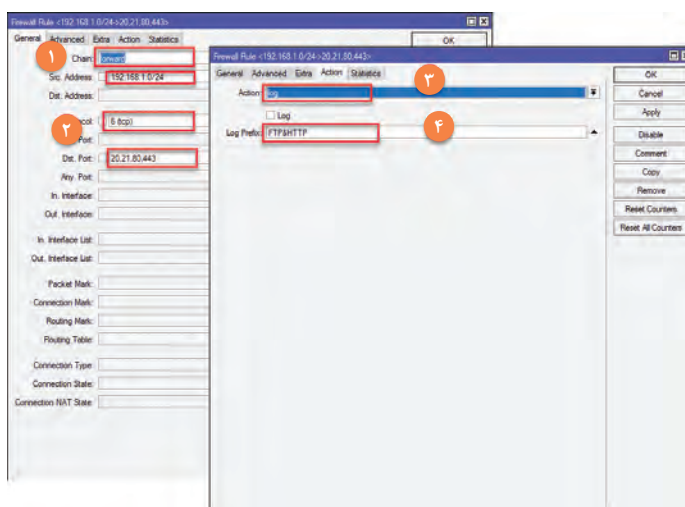 Firewall Rule <192.168.1.0/24->20,21,80,443>
General Advanced Extra Action Statistics
OK
۱
Chain: forward
Src. Address: 192.168.1.0/24
Dst. Address:
۲
6 (tcp)
Port:
Dst. Port: 20,21,80,443
Any. Port:
In. Interface:
Out. Interface:
In. Interface List:
Out. Interface List:
Packet Mark:
Connection Mark:
Routing Mark:
Routing Table:
Connection Type:
Connection State:
Connection NAT State:
Firewall Rule <192.168.1.0/24->20,21,80,443>
General Advanced Extra Action Statistics
۳
Action: log
Log
۴
Log Prefix: FTP&HTTP
OK
Cancel
Apply
Disable
Comment
Copy
Remove
Reset Counters
Reset All Counters